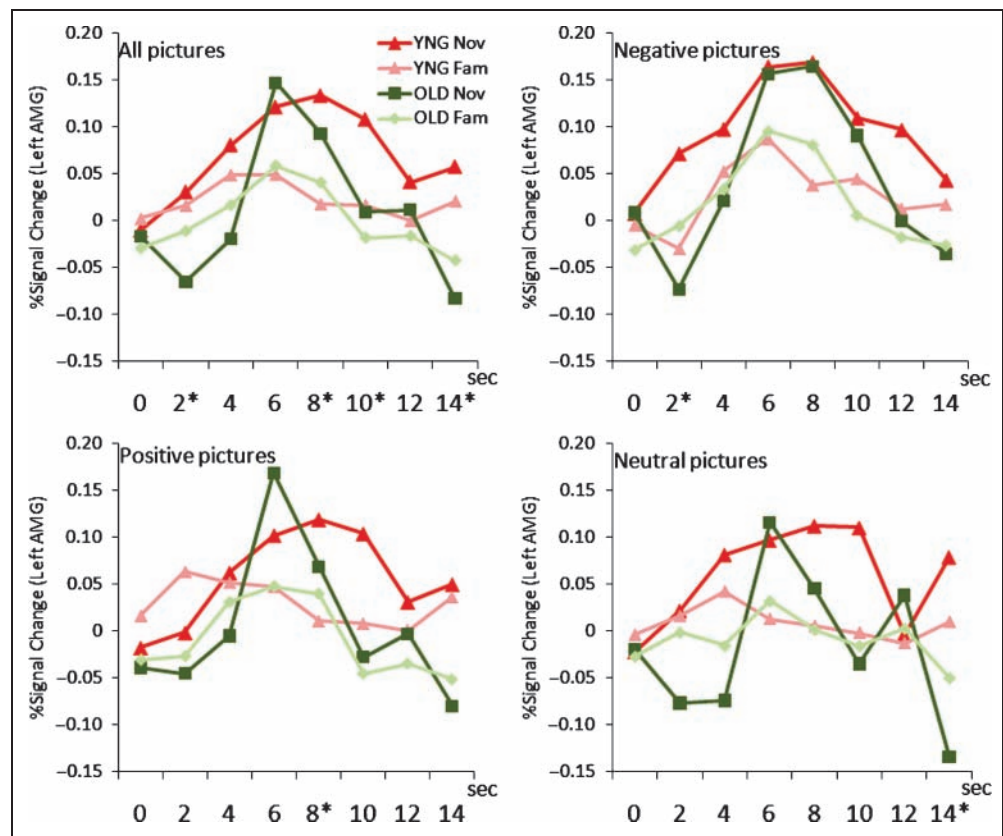 All pictures
YNG Nov
YNG Fam
OLD Nov
OLD Fam
%Signal Change (Left AMG)
0.20
0.15
0.10
0.05
0
−0.05
−0.10
−0.15
sec
0 2* 4 6 8* 10* 12 14*
Negative pictures
%Signal Change (Left AMG)
0.20
0.15
0.10
0.05
0
−0.05
−0.10
−0.15
sec
0 2* 4 6 8 10 12 14
Positive pictures
%Signal Change (Left AMG)
0.20
0.15
0.10
0.05
0
−0.05
−0.10
−0.15
sec
0 2 4 6 8* 10 12 14
Neutral pictures
%Signal Change (Left AMG)
0.20
0.15
0.10
0.05
0
−0.05
−0.10
−0.15
sec
0 2 4 6 8 10 12 14*